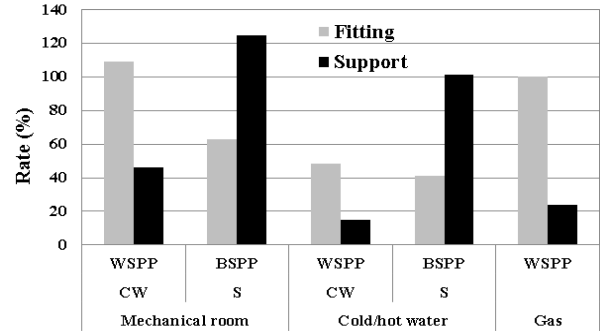 140
120
100
80
60
40
20
0
Rate (%)
Fitting
Support
WSPP BSPP WSPP BSPP WSPP
CW S CW S
Mechanical room Cold/hot water Gas